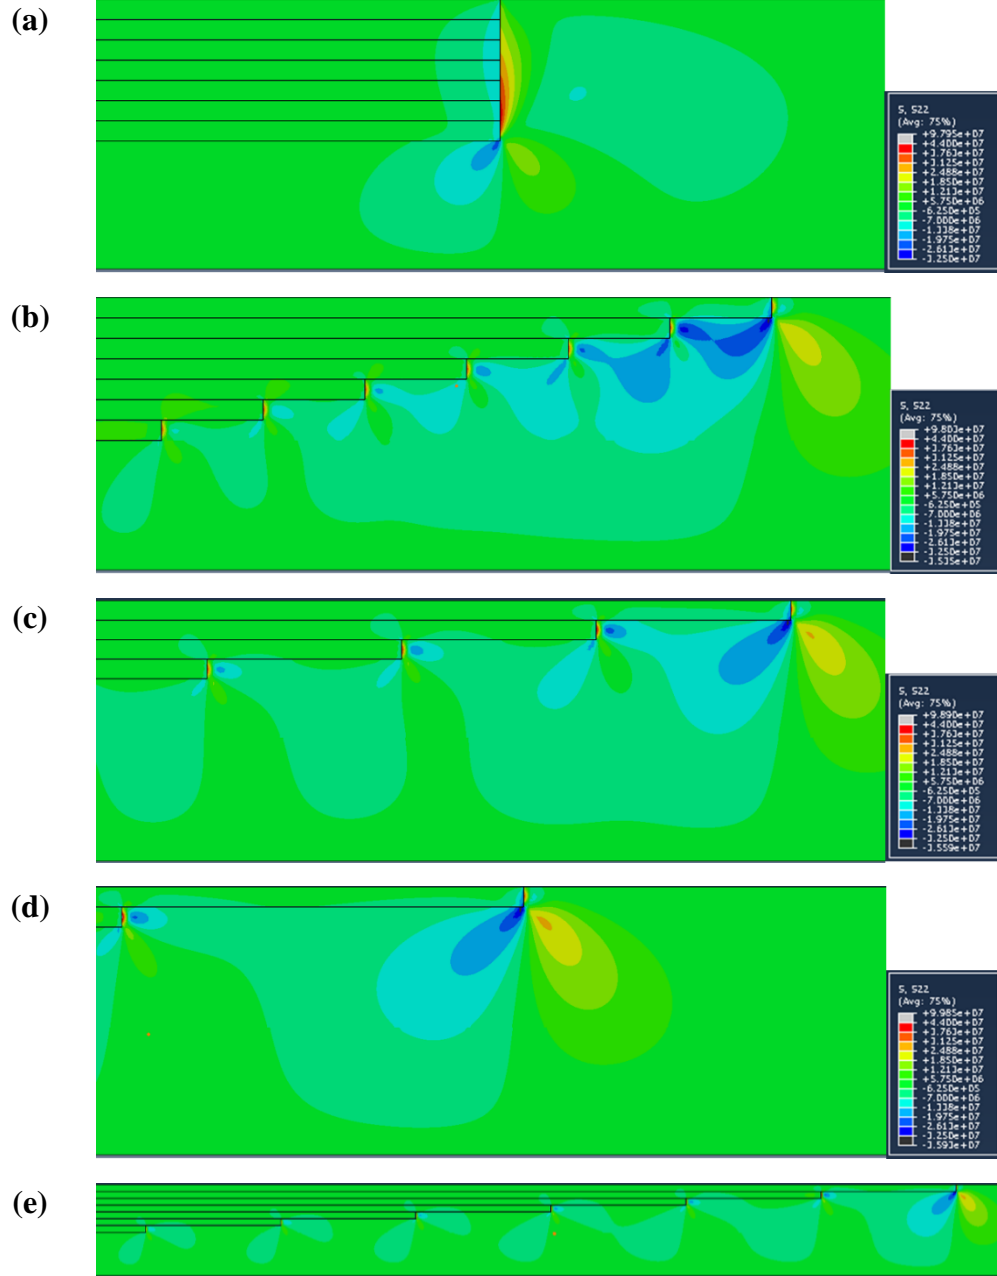 (a)
S, S22
(Avg: 75%)
+9.795e+07
+4.400e+07
+3.763e+07
+3.125e+07
+2.488e+07
+1.850e+07
+1.213e+07
+5.750e+06
-6.250e+05
-7.000e+06
-1.338e+07
-1.975e+07
-2.613e+07
-3.250e+07
(b)
S, S22
(Avg: 75%)
+9.803e+07
+4.400e+07
+3.763e+07
+3.125e+07
+2.488e+07
+1.850e+07
+1.213e+07
+5.750e+06
-6.250e+05
-7.000e+06
-1.338e+07
-1.975e+07
-2.613e+07
-3.250e+07
-3.535e+07
(c)
S, S22
(Avg: 75%)
+9.890e+07
+4.400e+07
+3.763e+07
+3.125e+07
+2.488e+07
+1.850e+07
+1.213e+07
+5.750e+06
-6.250e+05
-7.000e+06
-1.338e+07
-1.975e+07
-2.613e+07
-3.250e+07
-3.559e+07
(d)
S, S22
(Avg: 75%)
+9.985e+07
+4.400e+07
+3.763e+07
+3.125e+07
+2.488e+07
+1.850e+07
+1.213e+07
+5.750e+06
-6.250e+05
-7.000e+06
-1.338e+07
-1.975e+07
-2.613e+07
-3.250e+07
-3.593e+07
(e)